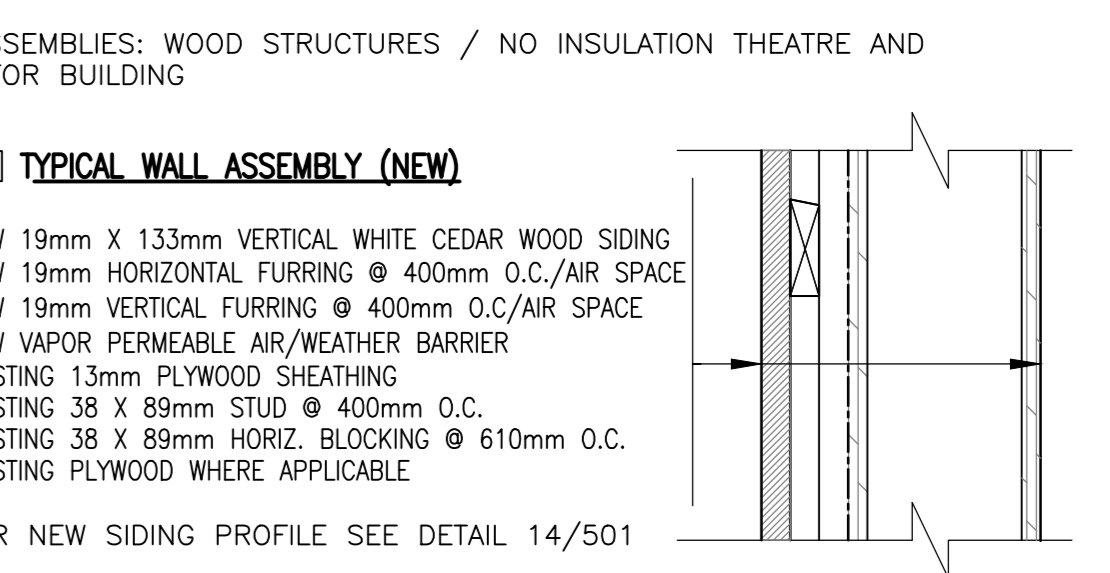 SSEMBLIES: WOOD STRUCTURES / NO INSULATION THEATRE AND
TOR BUILDING
TYPICAL WALL ASSEMBLY (NEW)
19mm X 133mm VERTICAL WHITE CEDAR WOOD SIDING
19mm HORIZONTAL FURRING @ 400mm O.C./AIR SPACE
19mm VERTICAL FURRING @ 400mm O.C/AIR SPACE
VAPOR PERMEABLE AIR/WEATHER BARRIER
STING 13mm PLYWOOD SHEATHING
STING 38 X 89mm STUD @ 400mm O.C.
STING 38 X 89mm HORIZ. BLOCKING @ 610mm O.C.
STING PLYWOOD WHERE APPLICABLE
R NEW SIDING PROFILE SEE DETAIL 14/501